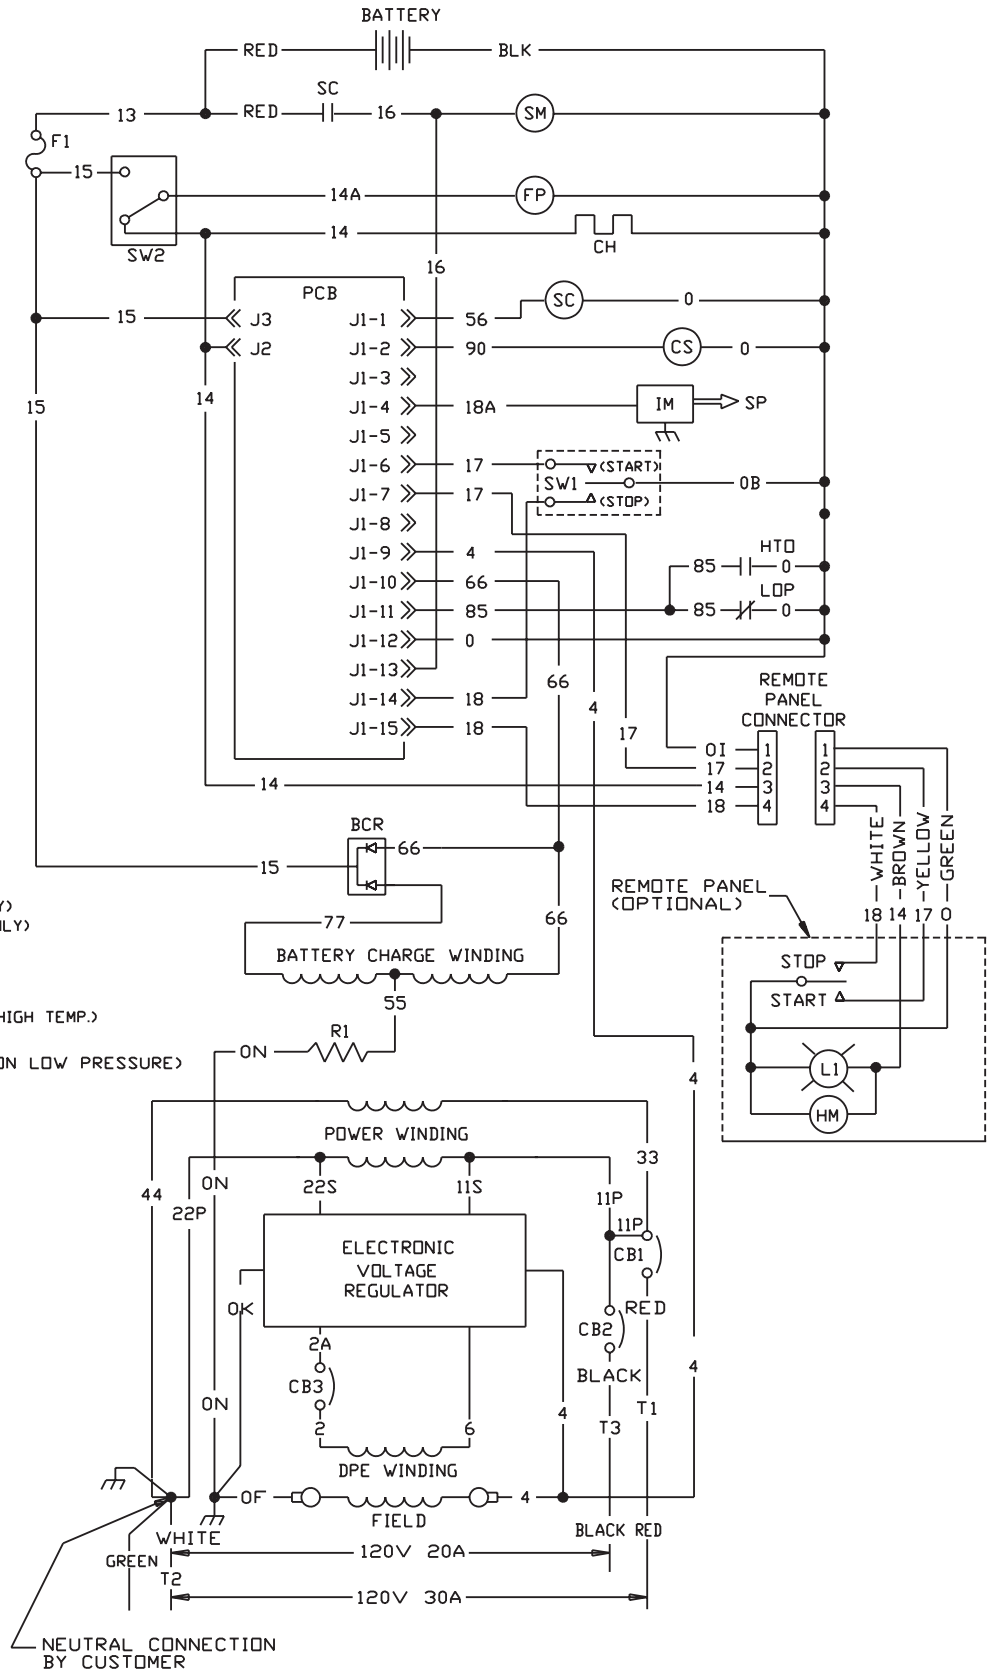 BATTERY
RED BLK
SC
13 RED 16 SM
F1
15
14A FP
14
SW2 CH
16
PCB
SC 0
15 J3 J1-1 56
J2 J1-2 90 CS 0
J1-3
14
15 J1-4 18A IM SP
J1-5
J1-6 17 (START)
SW1 0B
J1-7 17 (STOP)
J1-8
HTO
J1-9 4 85 0
J1-10 66
LOP
J1-11 85 85 0
J1-12 0
J1-13
66 REMOTE
J1-14 18 4 PANEL
CONNECTOR
J1-15 18 17
0I 1 1
17 2 2
14 14 3 3
18 4 4
BCR
66
15
WHITE BROWN YELLOW GREEN
REMOTE PANEL
(OPTIONAL)
Y)
NLY)
77 66 18 14 17 0
BATTERY CHARGE WINDING
STOP
55 START
HIGH TEMP.)
R1
0N
ON LOW PRESSURE)
4 L1
HM
POWER WINDING
33
0N 22S 11S
44 11P
22P
11P
ELECTRONIC CB1
VOLTAGE
REGULATOR
0K RED
CB2
2A
4
CB3 BLACK
0N T1
4
2 6 T3
DPE WINDING
0F 4
FIELD
BLACK RED
WHITE
120V 20A
GREEN
T2
120V 30A
NEUTRAL CONNECTION
BY CUSTOMER